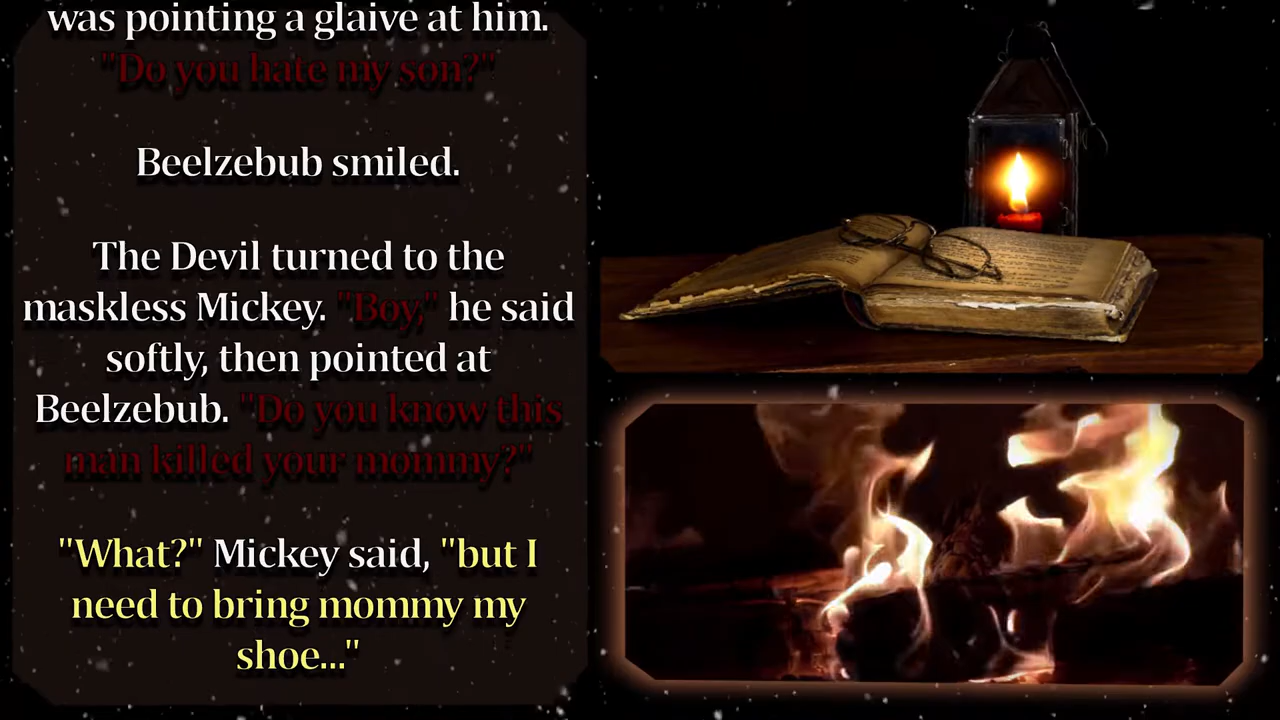 was pointing a glaive at him.
"Do you hate my son?"
Beelzebub smiled.
The Devil turned to the
maskless Mickey. "Boy," he said
softly, then pointed at
Beelzebub. "Do you know this
man killed your mommy?"
"What?" Mickey said, "but I
need to bring mommy my
shoe..."